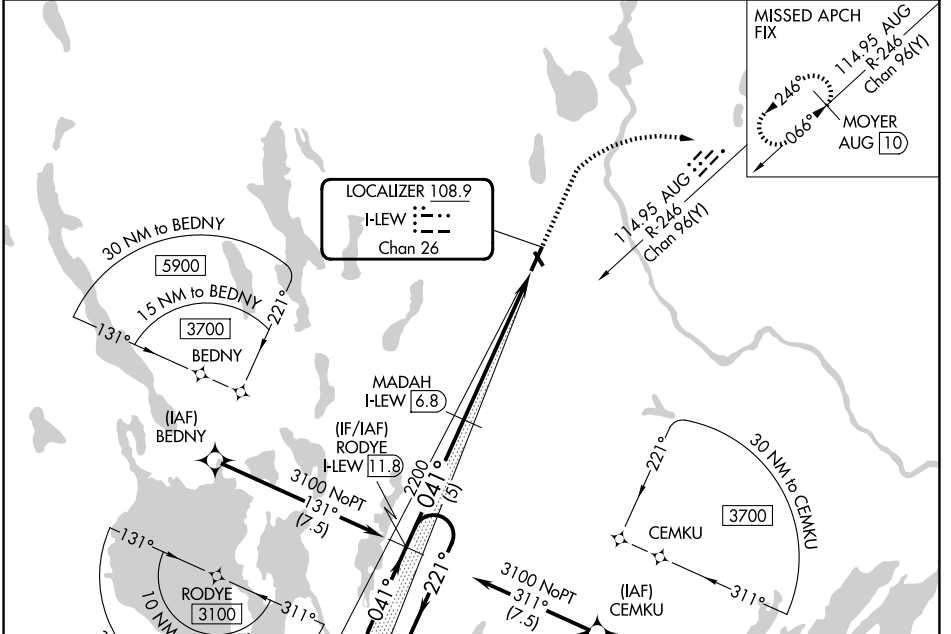 MISSED APCH
FIX
114.95 AUG
R-246
Chan 96(Y)
246°
066°
MOYER
AUG 10
LOCALIZER 108.9
I-LEW
Chan 26
114.95 AUG
R-246
Chan 96(Y)
30 NM to BEDNY
5900
15 NM to BEDNY
3700
131°
221°
BEDNY
(IAF)
BEDNY
MADAH
I-LEW 6.8
(IF/IAF)
RODYE
I-LEW 11.8
3100 NoPT
131°
(7.5)
2200
041°
(5)
221°
30 NM to CEMKU
3700
CEMKU
311°
131°
RODYE
3100
311°
10 NM
041°
221°
3100 NoPT
311°
(7.5)
(IAF)
CEMKU